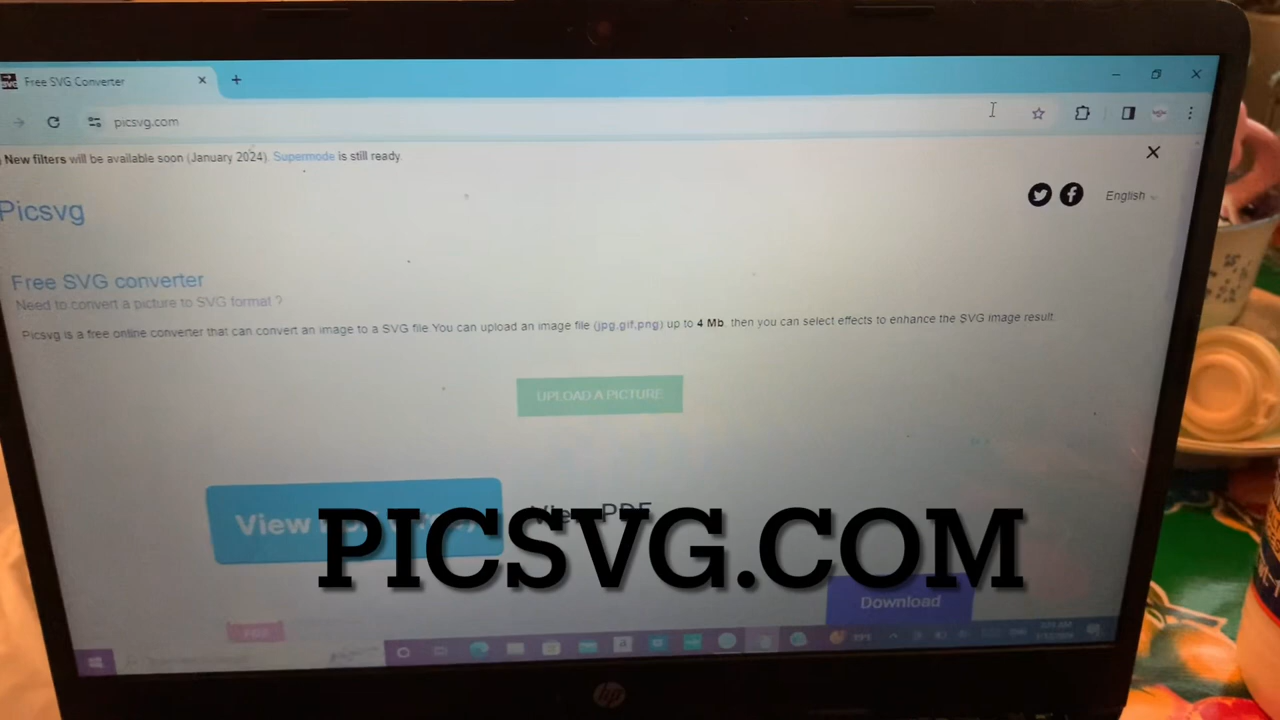 Free SVG Converter
picsvg.com
New filters will be available soon (January 2024). Supermode is still ready.
English
Picsvg
Free SVG converter
Need to convert a picture to SVG format ?
Picsvg is a free online converter that can convert an image to a SVG file.You can upload an image file (jpg,gif,png) up to 4 Mb, then you can select effects to enhance the SVG image result.
UPLOAD A PICTURE
View
View PDF
PICSVG.COM
Download
hp